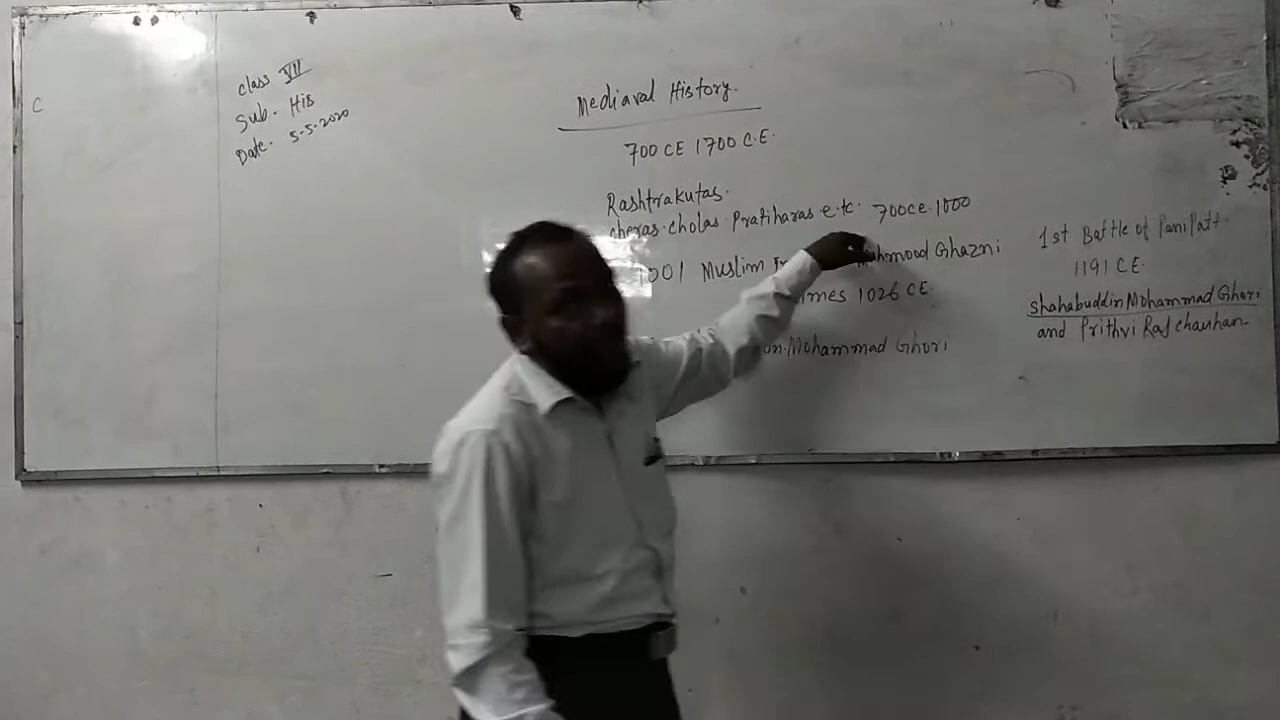 C
class VII
Sub. His
Date. 5-5-2020
Mediaval History.
700 CE 1700 C.E.
Rashtrakutas.
cheras.cholas.Pratiharas e.tc. 700ce.1000
1001 Muslim Mahmood Ghazni
1026 CE.
Mohammad Ghori
1st Battle of PaniPatt.
1191 CE.
Shahabuddin Mohammad Ghori
and Prithvi Raj chauhan.